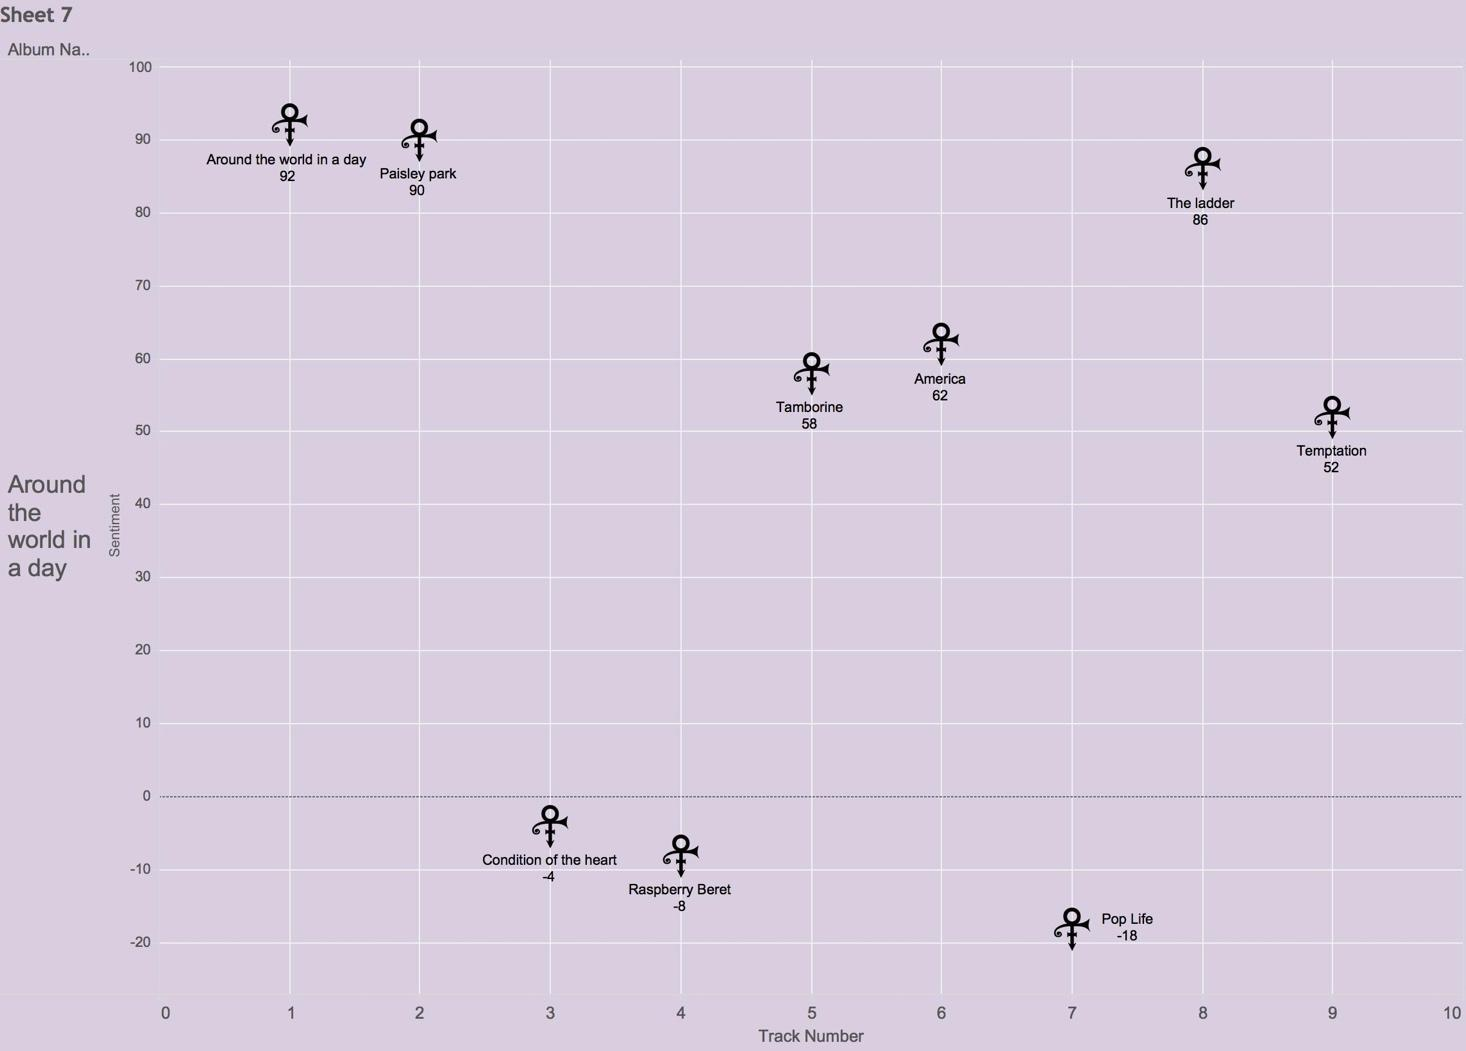 Sheet 7
Album Na..
100
90
80
70
60
50
40
30
20
10
0
-10
-20
Sentiment
Around
the
world in
a day
Around the world in a day
92
Paisley park
90
Condition of the heart
-4
Raspberry Beret
-8
Tamborine
58
America
62
Pop Life
-18
The ladder
86
Temptation
52
0 1 2 3 4 5 6 7 8 9 10
Track Number